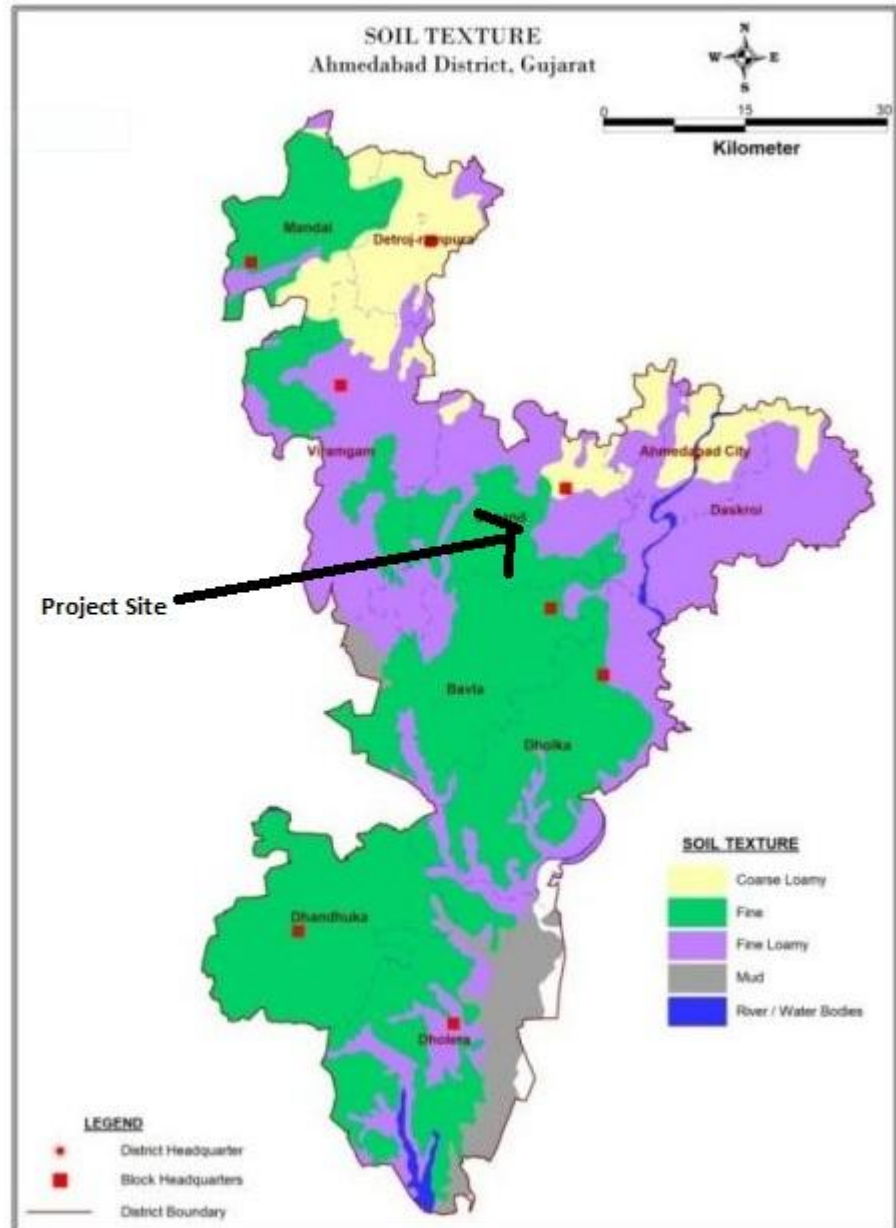 SOIL TEXTURE
Ahmedabad District, Gujarat
N
W E
S
0 15 30
Kilometer
Mandal
Viramgam
Ahmedabad City
Daskroi
Project Site
Bavla
Dholka
SOIL TEXTURE
Coarse Loamy
Fine
Fine Loamy
Mud
River / Water Bodies
Dhandhuka
Dholera
LEGEND
District Headquarter
Block Headquarters
District Boundary